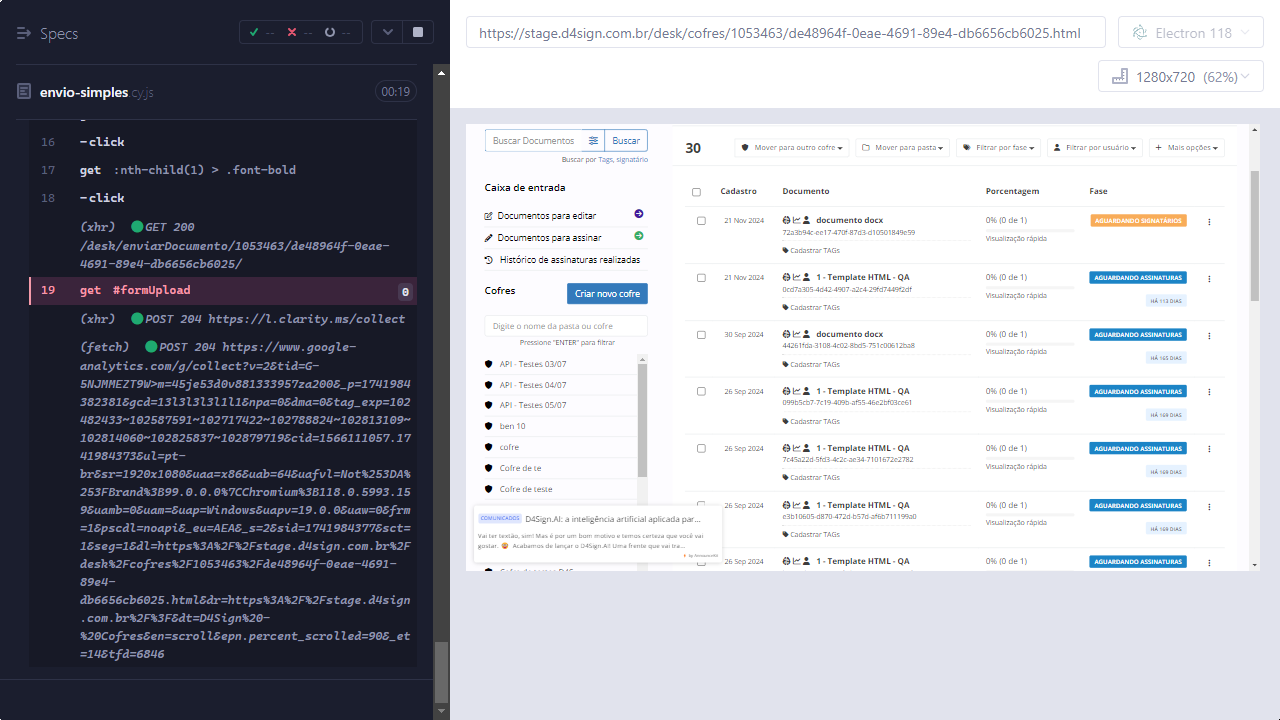 Specs
-- -- --
envio-simples.cy.js
00:19
16 -click
17 get :nth-child(1) > .font-bold
18 -click
(xhr) GET 200
/desk/enviarDocumento/1053463/de48964f-0eae-
4691-89e4-db6656cb6025/
19 get #formUpload 0
(xhr) POST 204 https://l.clarity.ms/collect
(fetch) POST 204 https://www.google-
analytics.com/g/collect?v=2&tid=G-
5NJMMEZT9W>m=45je53d0v881333957za200&_p=1741984
382381&gcd=13l3l3l3l1l1&npa=0&dma=0&tag_exp=102
482433~102587591~102717422~102788824~102813109~
102814060~102825837~102879719&cid=1566111057.17
41984373&ul=pt-
br&sr=1920x1080&uaa=x86&uab=64&uafvl=Not%253DA%
253FBrand%3B99.0.0.0%7CChromium%3B118.0.5993.15
9&uamb=0&uam=&uap=Windows&uapv=19.0.0&uaw=0&frm
=1&pscdl=noapi&_eu=AEAE&_s=2&sid=1741984377&sct=
1&seg=1&dl=https%3A%2F%2Fstage.d4sign.com.br%2F
desk%2Fcofres%2F1053463%2Fde48964f-0eae-4691-
89e4-
db6656cb6025.html&dr=https%3A%2F%2Fstage.d4sign
.com.br%2F%3F&dt=D4Sign%20-
%20Cofres&en=scroll&epn.percent_scrolled=90&_et
=14&tfd=6846
https://stage.d4sign.com.br/desk/cofres/1053463/de48964f-0eae-4691-89e4-db6656cb6025.html
Electron 118
1280x720 (62%)
Buscar Documentos Buscar
Buscar por Tags, signatário
Caixa de entrada
Documentos para editar
Documentos para assinar
Histórico de assinaturas realizadas
Cofres
Criar novo cofre
Digite o nome da pasta ou cofre
Pressione "ENTER" para filtrar
API - Testes 03/07
API - Testes 04/07
API - Testes 05/07
ben 10
cofre
Cofre de te
Cofre de teste
COMUNICADOS D4Sign.AI: a inteligência artificial aplicada par...
Vai ter textão, sim! Mas é por um bom motivo e temos certeza que você vai
gostar. Acabamos de lançar o D4Sign.AI! Uma frente que vai tra...
30 Mover para outro cofre Mover para pasta Filtrar por fase Filtrar por usuário Mais opções
Cadastro Documento Porcentagem Fase
21 Nov 2024 documento docx 0% (0 de 1) AGUARDANDO SIGNATÁRIOS
72a3b94c-ee17-470f-87d3-d10501849e59 Visualização rápida
Cadastrar TAGs
21 Nov 2024 1 - Template HTML - QA 0% (0 de 1) AGUARDANDO ASSINATURAS
0cd7a305-4d42-4907-a2c4-29fd7449f2df Visualização rápida
Cadastrar TAGs HÁ 113 DIAS
30 Sep 2024 documento docx 0% (0 de 1) AGUARDANDO ASSINATURAS
44261fda-3108-4c02-8bd5-751c00612ba8 Visualização rápida
Cadastrar TAGs HÁ 165 DIAS
26 Sep 2024 1 - Template HTML - QA 0% (0 de 1) AGUARDANDO ASSINATURAS
099b5cb7-7c19-409b-af55-46e2bf03ce61 Visualização rápida
Cadastrar TAGs HÁ 169 DIAS
26 Sep 2024 1 - Template HTML - QA 0% (0 de 1) AGUARDANDO ASSINATURAS
7c45a22d-5fd3-4c2c-ae34-7101672e2782 Visualização rápida
Cadastrar TAGs HÁ 169 DIAS
26 Sep 2024 1 - Template HTML - QA 0% (0 de 1) AGUARDANDO ASSINATURAS
e3b10605-d870-472d-b57d-af6b711199a0 Visualização rápida
Cadastrar TAGs HÁ 169 DIAS
26 Sep 2024 1 - Template HTML - QA 0% (0 de 1) AGUARDANDO ASSINATURAS